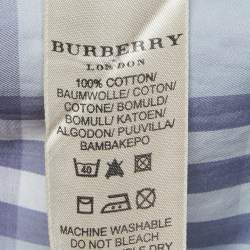 BURBERRY
LONDON
100% COTTON/
BAUMWOLLE/ COTON/
COTONE/ BOMULD/
BOMULL/ KATOEN/
ALGODON/ PUUVILLA/
BAMBAKEPO
40
MACHINE WASHABLE
DO NOT BLEACH
DRY